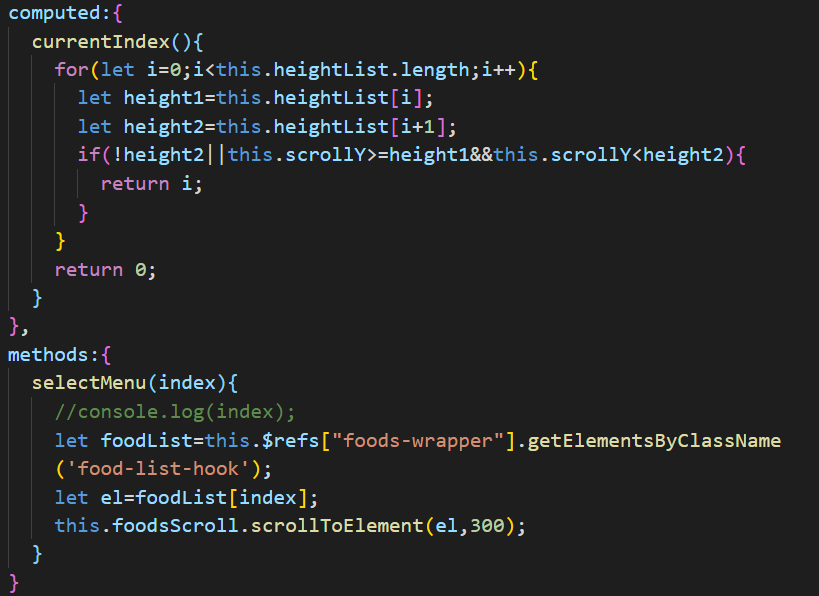 computed:{
currentIndex(){
for(let i=0;i<this.heightList.length;i++){
let height1=this.heightList[i];
let height2=this.heightList[i+1];
if(!height2||this.scrollY>=height1&&this.scrollY<height2){
return i;
}
}
return 0;
}
},
methods:{
selectMenu(index){
//console.log(index);
let foodList=this.$refs["foods-wrapper"].getElementsByClassName
('food-list-hook');
let el=foodList[index];
this.foodsScroll.scrollToElement(el,300);
}
}